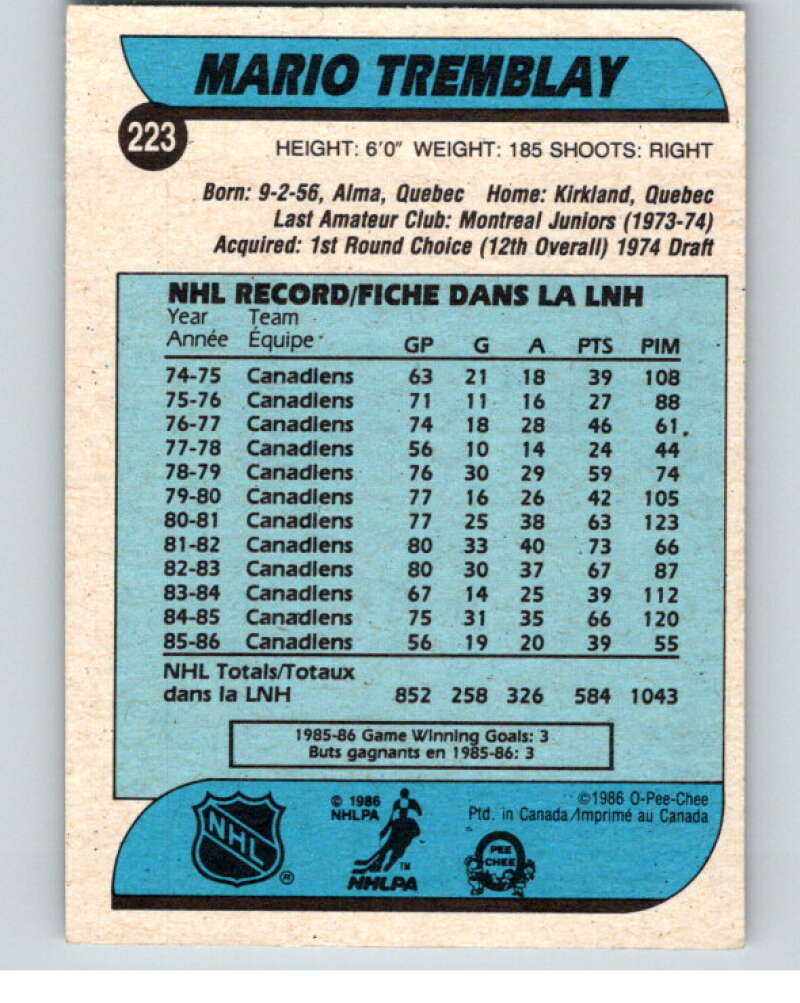 MARIO TREMBLAY
223
HEIGHT: 6'0" WEIGHT: 185 SHOOTS: RIGHT
Born: 9-2-56, Alma, Quebec Home: Kirkland, Quebec
Last Amateur Club: Montreal Juniors (1973-74)
Acquired: 1st Round Choice (12th Overall) 1974 Draft
NHL RECORD/FICHE DANS LA LNH
Year Team
Année Équipe GP G A PTS PIM
74-75 Canadiens 63 21 18 39 108
75-76 Canadiens 71 11 16 27 88
76-77 Canadiens 74 18 28 46 61
77-78 Canadiens 56 10 14 24 44
78-79 Canadiens 76 30 29 59 74
79-80 Canadiens 77 16 26 42 105
80-81 Canadiens 77 25 38 63 123
81-82 Canadiens 80 33 40 73 66
82-83 Canadiens 80 30 37 67 87
83-84 Canadiens 67 14 25 39 112
84-85 Canadiens 75 31 35 66 120
85-86 Canadiens 56 19 20 39 55
NHL Totals/Totaux
dans la LNH 852 258 326 584 1043
1985-86 Game Winning Goals: 3
Buts gagnants en 1985-86: 3
NHL ®
© 1986
NHLPA
TM
NHLPA
©1986 O-Pee-Chee
Ptd. in Canada/Imprimé au Canada
PEE
CHEE